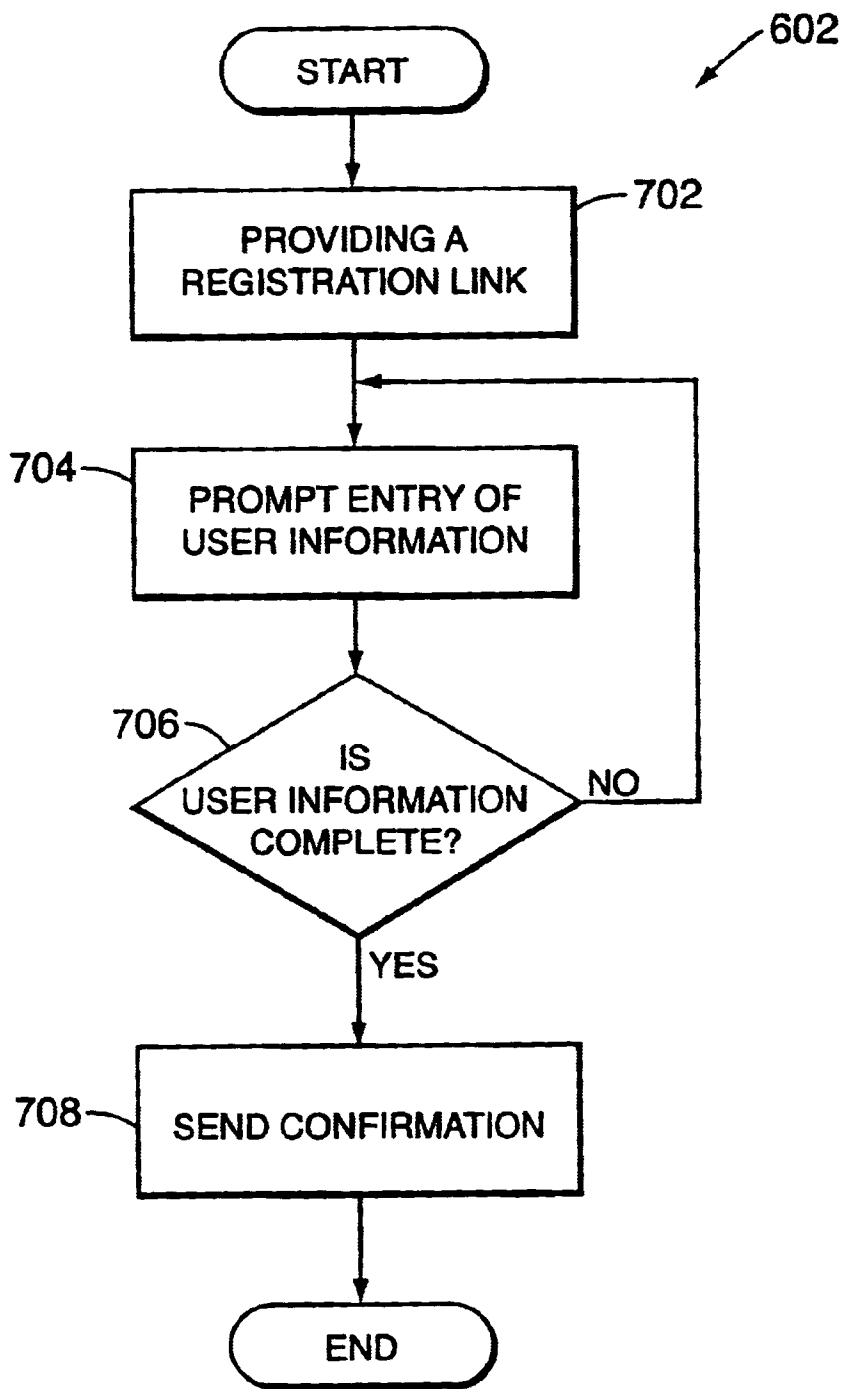 602
START
702
PROVIDING A
REGISTRATION LINK
704
PROMPT ENTRY OF
USER INFORMATION
706
IS
USER INFORMATION
COMPLETE?
NO
YES
708
SEND CONFIRMATION
END